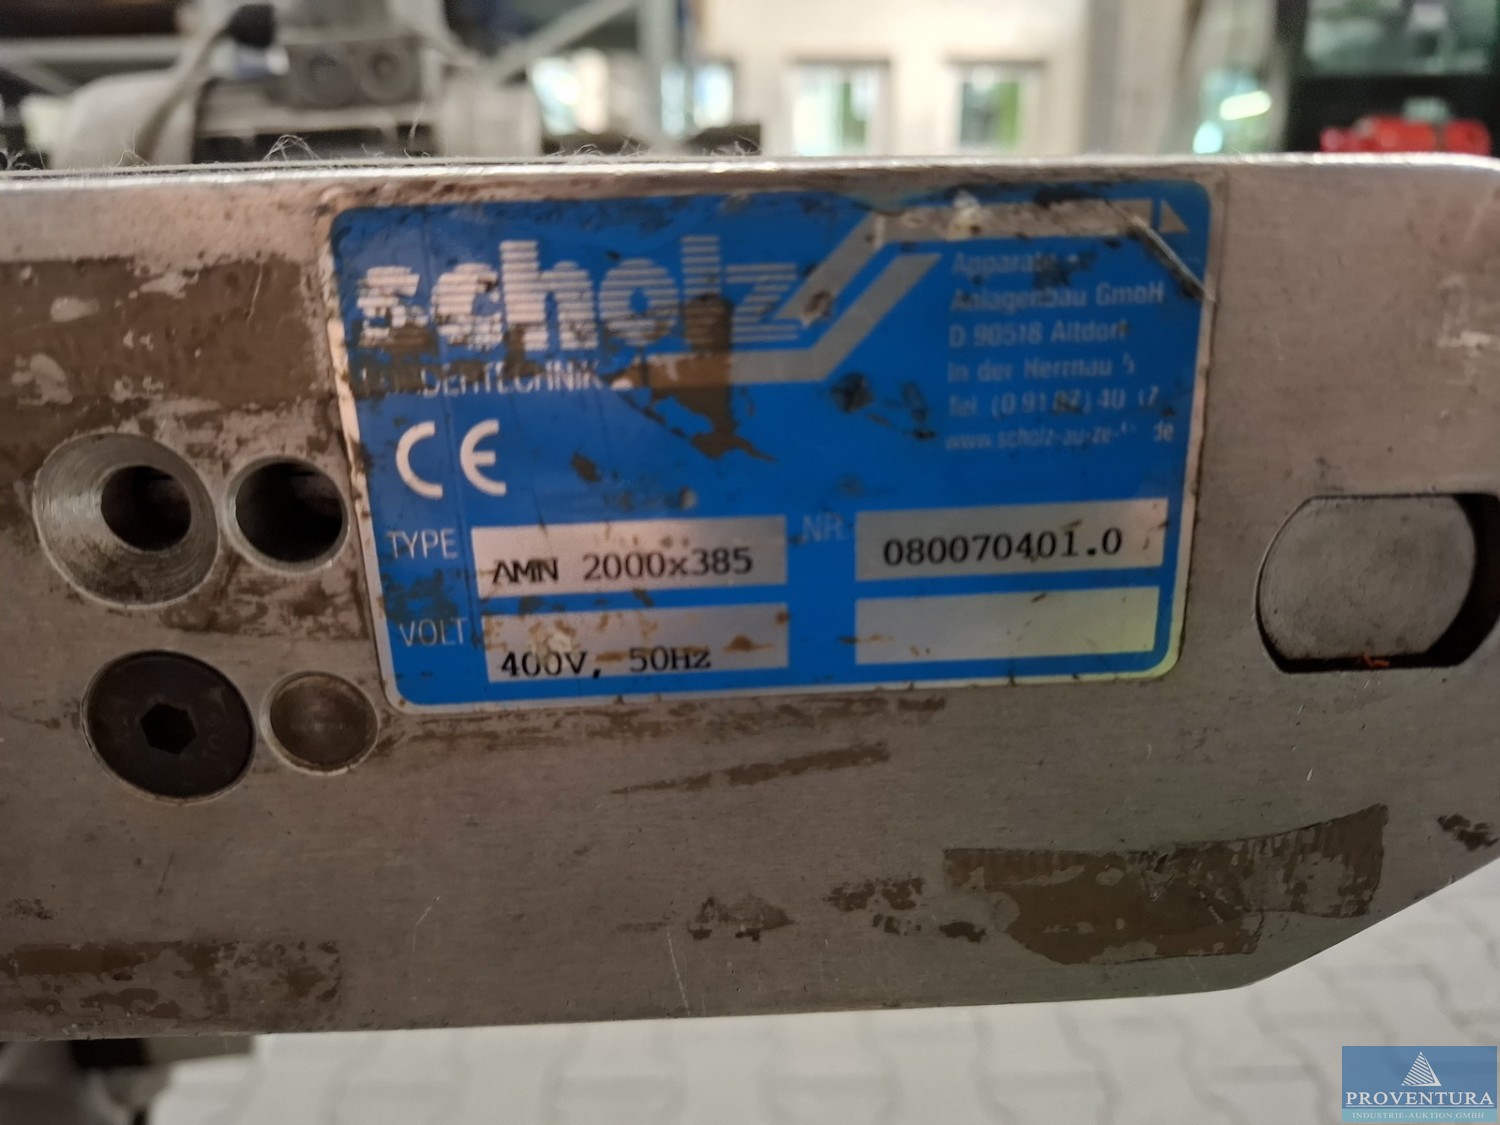 scholz
Anlagenbau GmbH
D 90518 Altdorf
In der Herrnau
Tel. (0 91 87) 40
CE
TYPE AMN 2000x385 NR. 080070401.0
VOLT 400V, 50Hz
PROVENTURA
INDUSTRIE-AUKTION GMBH